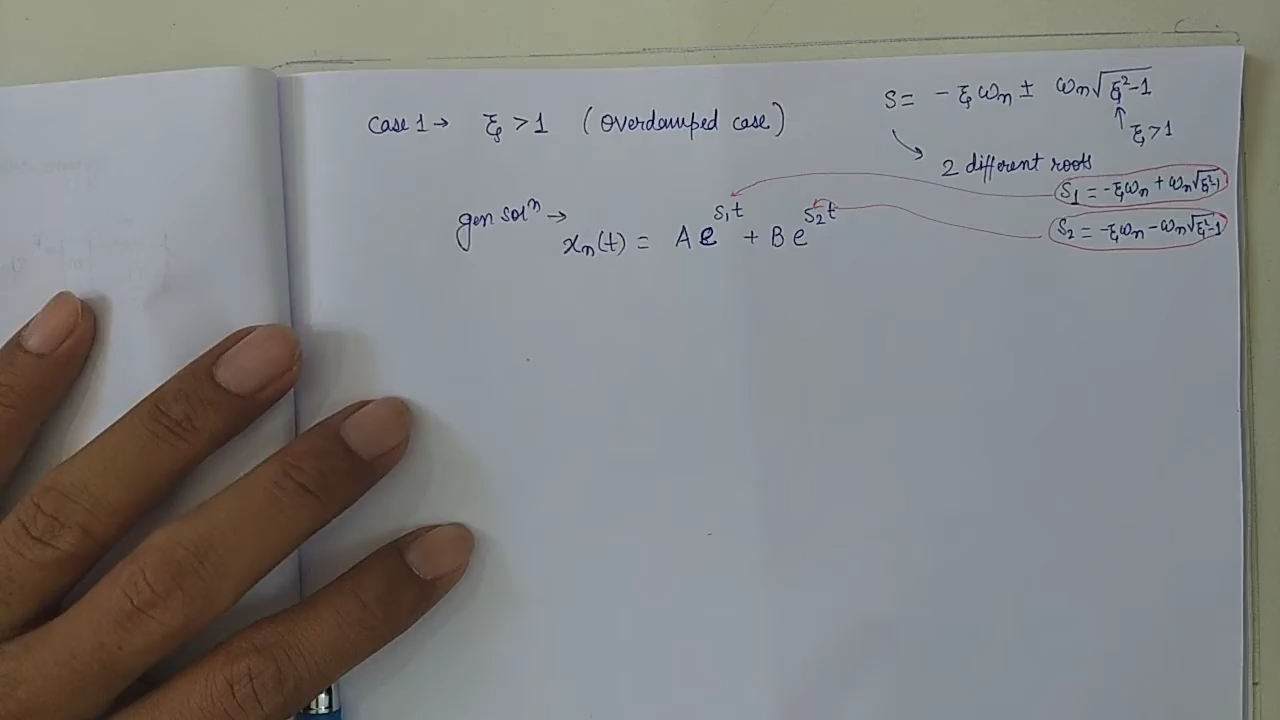 Case 1 → ξ > 1 (overdamped case)
S = - ξ ωn ± ωn √ξ²-1
↑ ξ > 1
2 different roots
S1 = -ξωn + ωn√ξ²-1
S2 = -ξωn - ωn√ξ²-1
gen solⁿ →
xn(t) = A e^S1t + B e^S2t